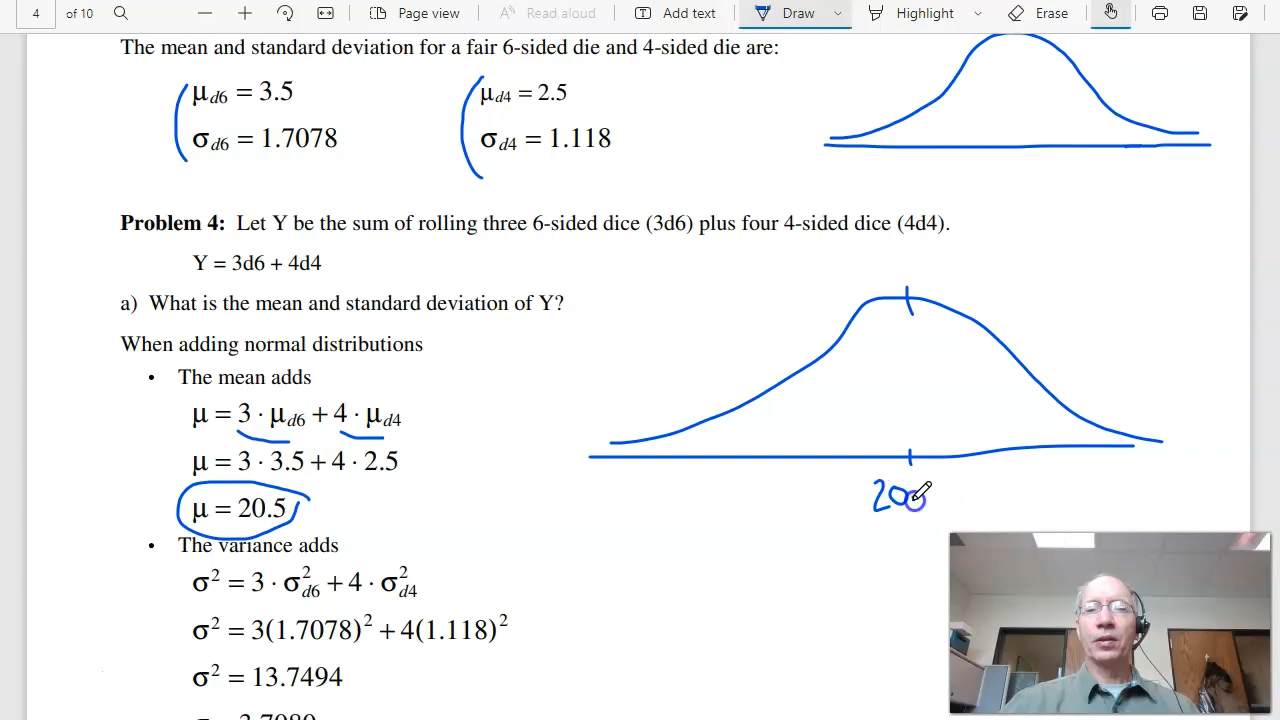 4 of 10 Page view Read aloud Add text Draw Highlight Erase
The mean and standard deviation for a fair 6-sided die and 4-sided die are:
μd6 = 3.5 μd4 = 2.5
σd6 = 1.7078 σd4 = 1.118
Problem 4: Let Y be the sum of rolling three 6-sided dice (3d6) plus four 4-sided dice (4d4).
Y = 3d6 + 4d4
a) What is the mean and standard deviation of Y?
When adding normal distributions
• The mean adds
μ = 3 · μd6 + 4 · μd4
μ = 3 · 3.5 + 4 · 2.5
μ = 20.5
20
• The variance adds
σ² = 3 · σ²d6 + 4 · σ²d4
σ² = 3(1.7078)² + 4(1.118)²
σ² = 13.7494